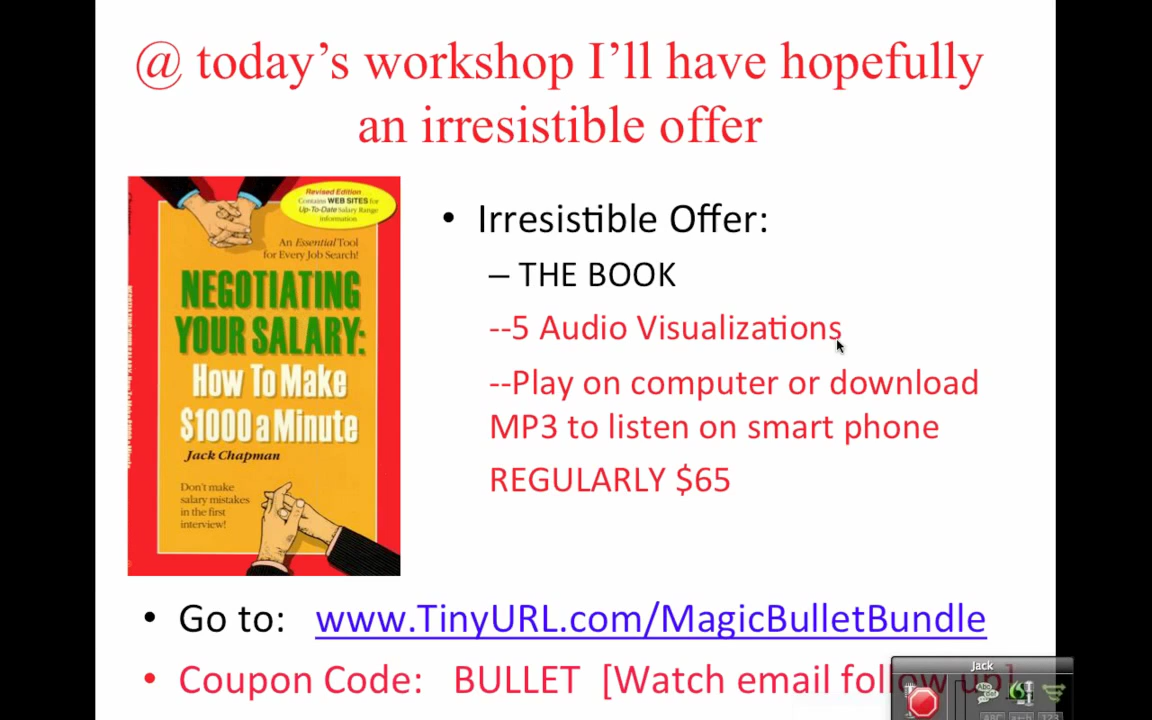 @ today’s workshop I’ll have hopefully
an irresistible offer
Revised Edition
Contains WEB SITES for
Up-To-Date Salary Range
information
An Essential Tool
for Every Job Search!
NEGOTIATING
YOUR SALARY:
How To Make
$1000 a Minute
Jack Chapman
Don't make
salary mistakes
in the first
interview!
• Irresistible Offer:
– THE BOOK
--5 Audio Visualizations
--Play on computer or download
MP3 to listen on smart phone
REGULARLY $65
• Go to: www.TinyURL.com/MagicBulletBundle
• Coupon Code: BULLET [Watch email follow up!]
Jack
ABC
123